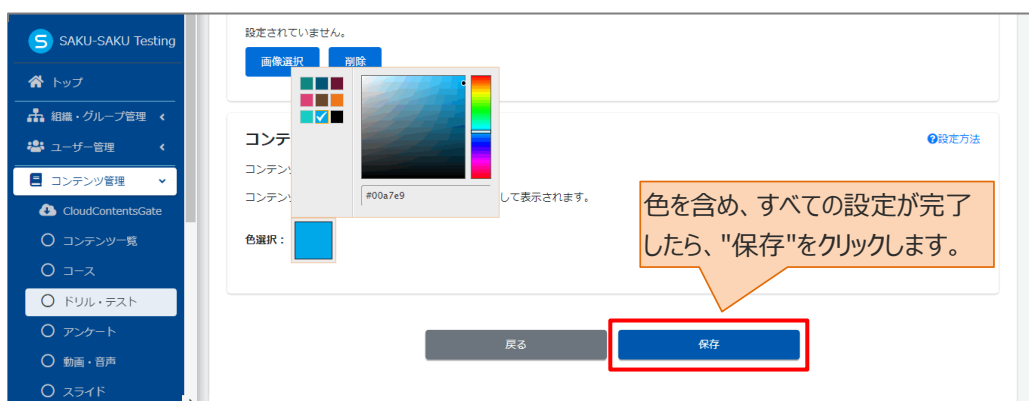 SAKU-SAKU Testing
トップ
組織・グループ管理
ユーザー管理
コンテンツ管理
CloudContentsGate
コンテンツ一覧
コース
ドリル・テスト
アンケート
動画・音声
スライド
設定されていません。
画像選択 削除
コンテ
設定方法
コンテン
#00a7e9
コンテン して表示されます。
色選択：
色を含め、すべての設定が完了
したら、"保存"をクリックします。
戻る 保存